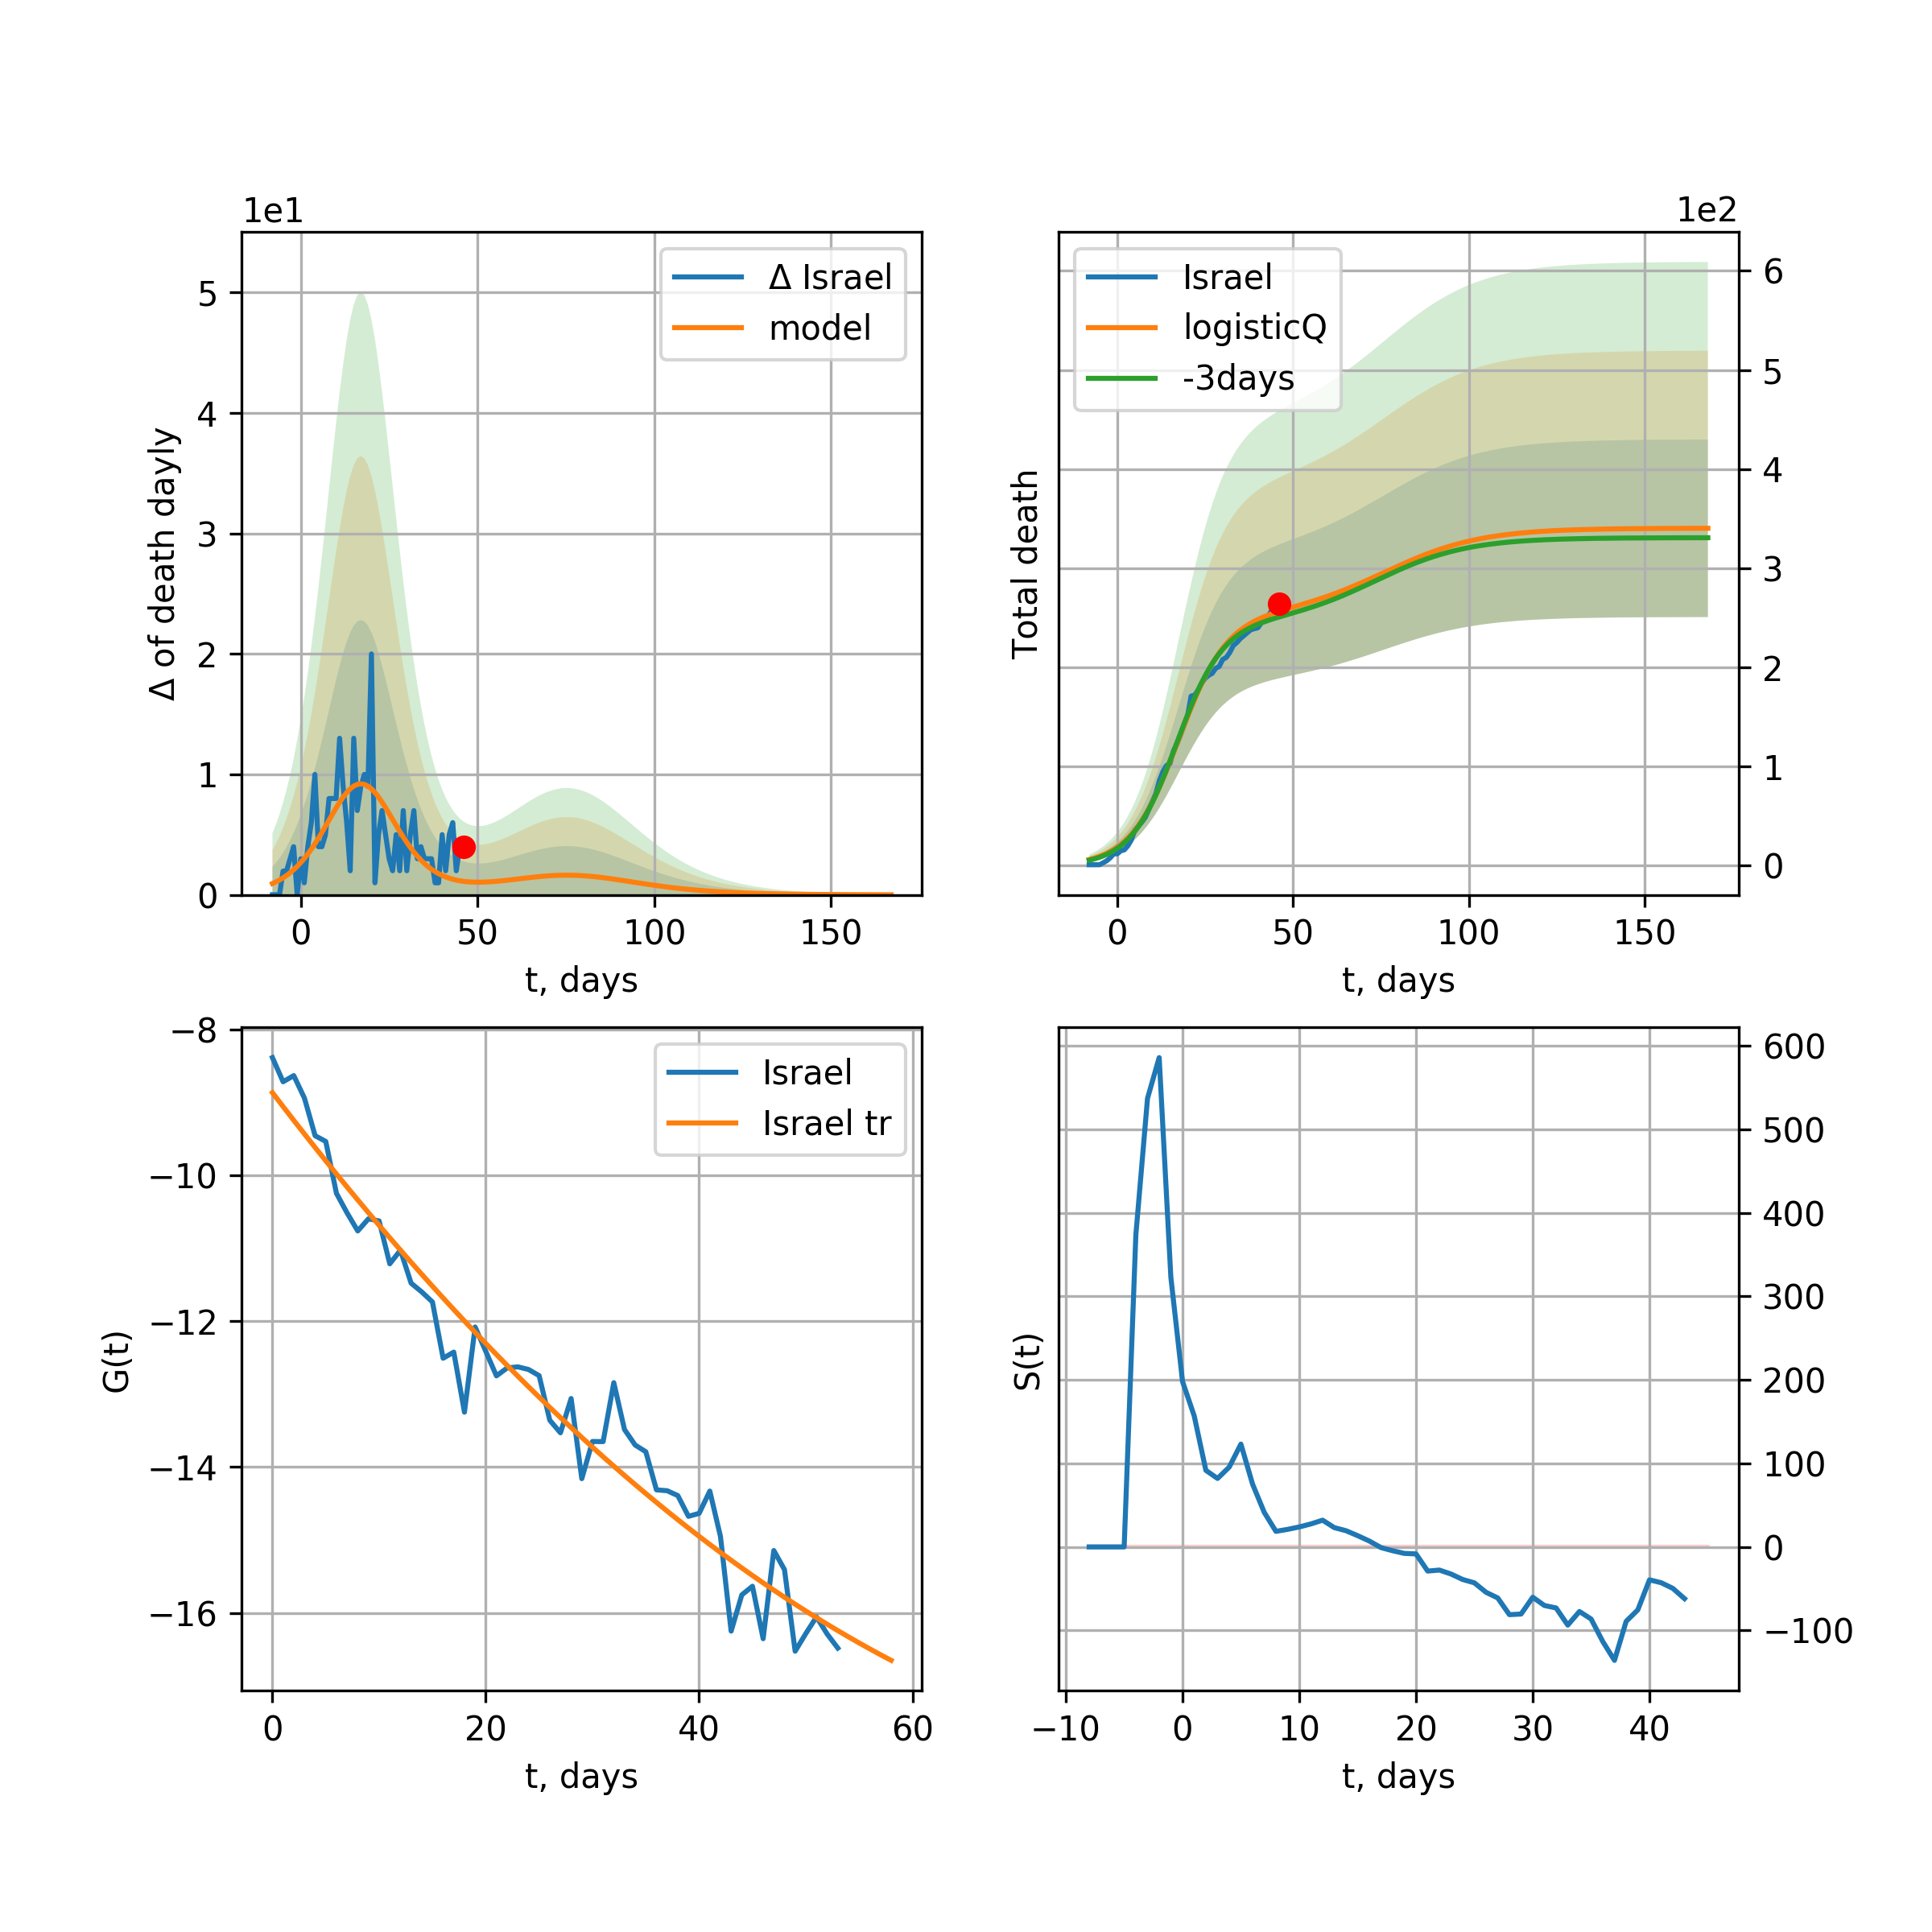 1e1
Δ Israel
model
Δ of death dayly
5
4
3
2
1
0
0 50 100 150
t, days
1e2
Israel
logisticQ
-3days
Total death
6
5
4
3
2
1
0
0 50 100 150
t, days
Israel
Israel tr
G(t)
−8
−10
−12
−14
−16
0 20 40 60
t, days
S(t)
600
500
400
300
200
100
0
−100
−10 0 10 20 30 40
t, days